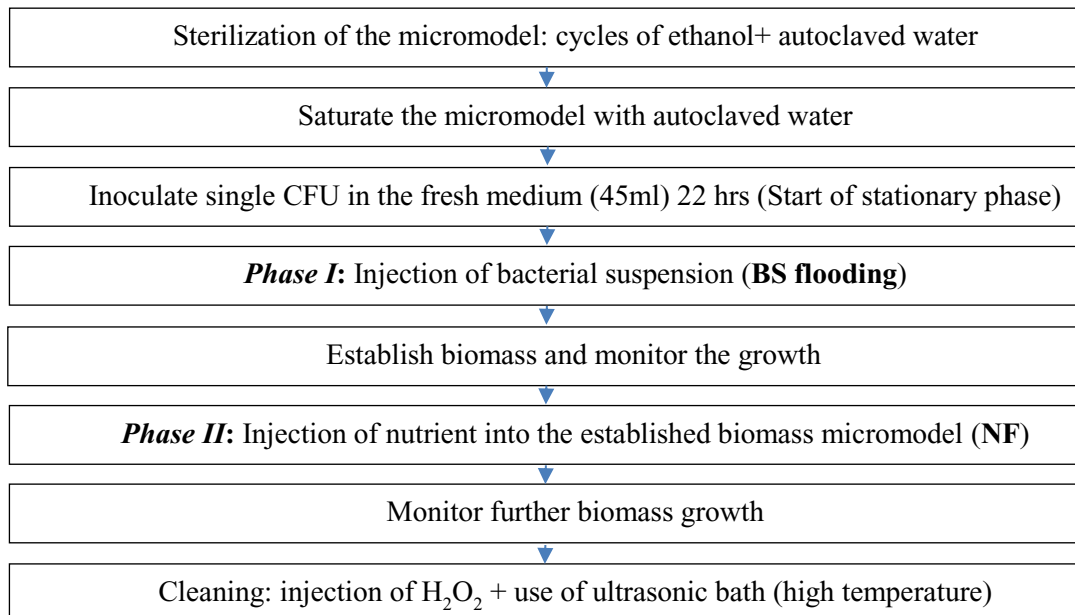 Sterilization of the micromodel: cycles of ethanol+ autoclaved water
Saturate the micromodel with autoclaved water
Inoculate single CFU in the fresh medium (45ml) 22 hrs (Start of stationary phase)
Phase I: Injection of bacterial suspension (BS flooding)
Establish biomass and monitor the growth
Phase II: Injection of nutrient into the established biomass micromodel (NF)
Monitor further biomass growth
Cleaning: injection of H₂O₂ + use of ultrasonic bath (high temperature)